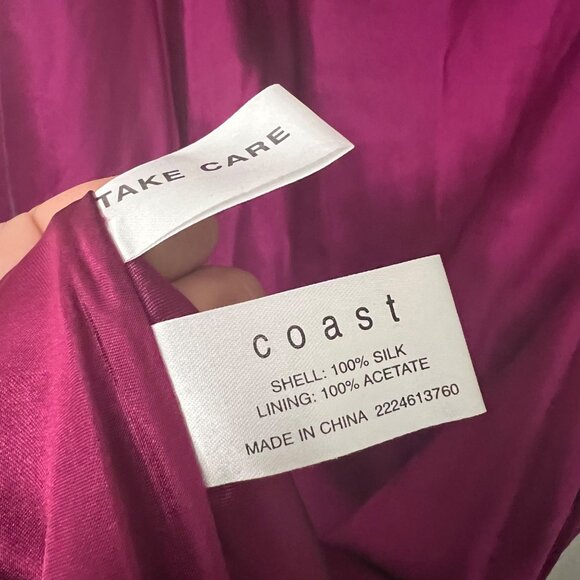 TAKE CARE
coast
SHELL: 100% SILK
LINING: 100% ACETATE
MADE IN CHINA 2224613760